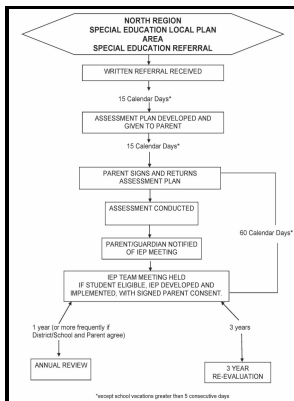 NORTH REGION
SPECIAL EDUCATION LOCAL PLAN
AREA
SPECIAL EDUCATION REFERRAL
WRITTEN REFERRAL RECEIVED
15 Calendar Days*
ASSESSMENT PLAN DEVELOPED AND
GIVEN TO PARENT
15 Calendar Days*
PARENT SIGNS AND RETURNS
ASSESSMENT PLAN
ASSESSMENT CONDUCTED
60 Calendar Days*
PARENT/GUARDIAN NOTIFIED
OF IEP MEETING
IEP TEAM MEETING HELD
IF STUDENT ELIGIBLE, IEP DEVELOPED AND
IMPLEMENTED, WITH SIGNED PARENT CONSENT.
1 year (or more frequently if
District/School and Parent agree)
3 years
ANNUAL REVIEW
3 YEAR
RE-EVALUATION
*except school vacations greater than 5 consecutive days